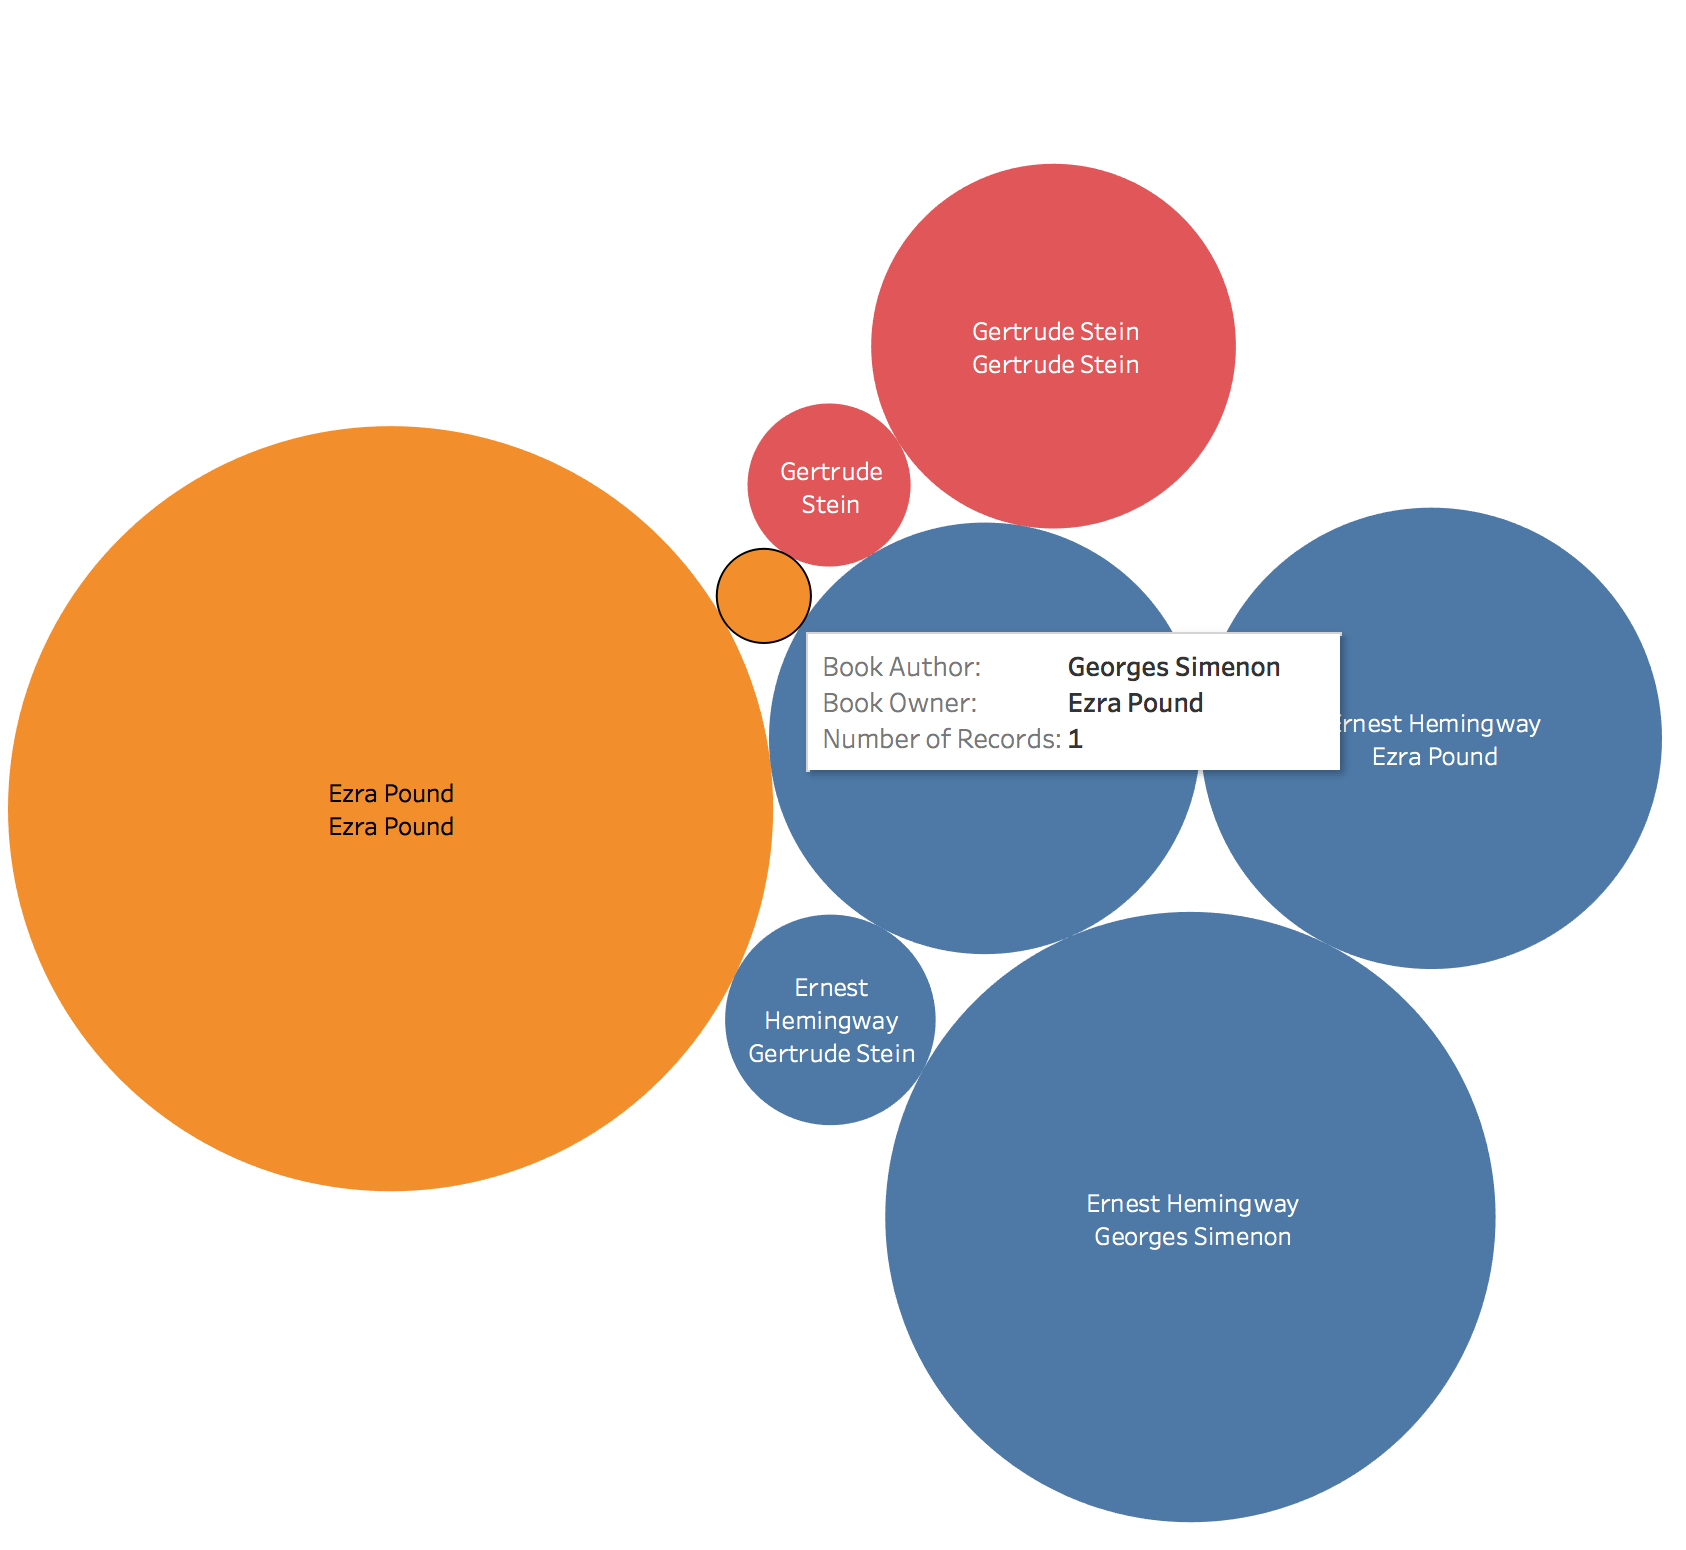 Gertrude Stein
Gertrude Stein
Gertrude
Stein
Book Author: Georges Simenon
Book Owner: Ezra Pound
Number of Records: 1
Ernest Hemingway
Ezra Pound
Ezra Pound
Ezra Pound
Ernest
Hemingway
Gertrude Stein
Ernest Hemingway
Georges Simenon